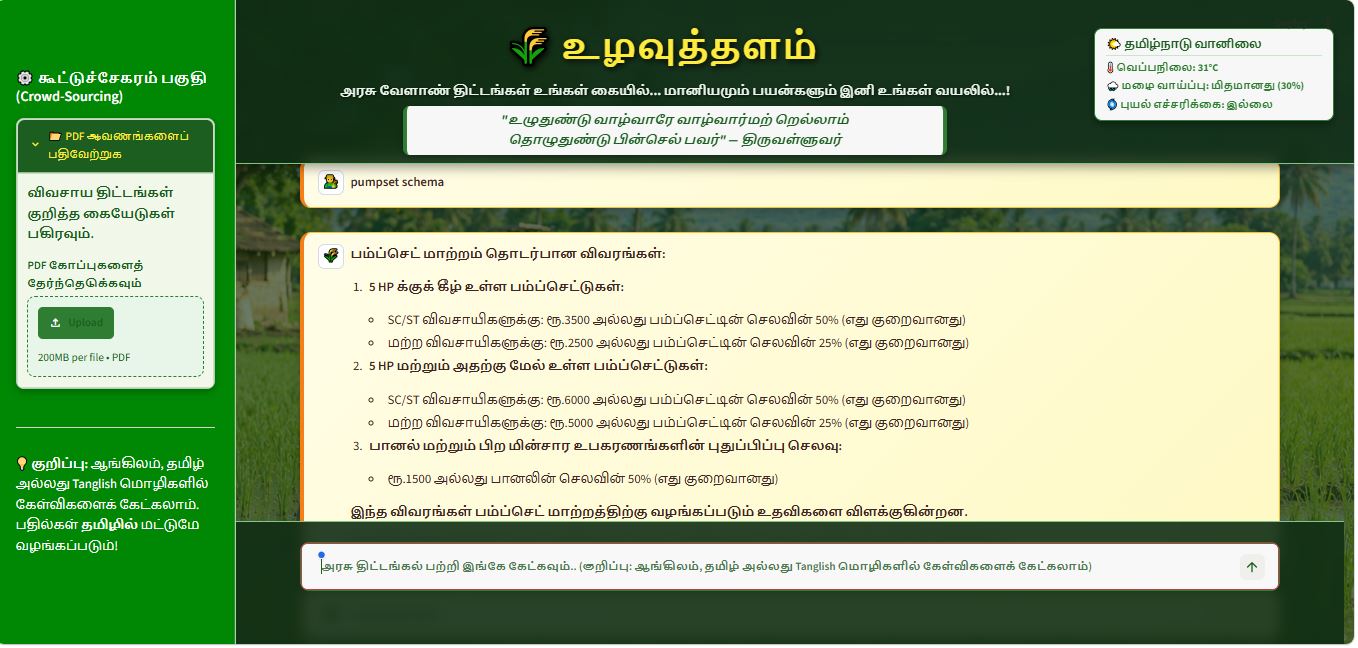 கூட்டுச்சேகரம் பகுதி
(Crowd-Sourcing)
PDF ஆவணங்களைப்
பதிவேற்றுக
விவசாய திட்டங்கள்
குறித்த கையேடுகள்
பகிரவும்.
PDF கோப்புகளைத்
தேர்ந்தெடுக்கவும்
Upload
200MB per file • PDF
குறிப்பு: ஆங்கிலம், தமிழ்
அல்லது Tanglish மொழிகளில்
கேள்விகளைக் கேட்கலாம்.
பதில்கள் தமிழில் மட்டுமே
வழங்கப்படும்!
உழவுத்தளம்
அரசு வேளாண் திட்டங்கள் உங்கள் கையில்... மானியமும் பயன்களும் இனி உங்கள் வயலில்...!
"உழுதுண்டு வாழ்வாரே வாழ்வார்மற் றெல்லாம்
தொழுதுண்டு பின்செல் பவர்" – திருவள்ளுவர்
தமிழ்நாடு வானிலை
வெப்பநிலை: 31°C
மழை வாய்ப்பு: மிதமானது (30%)
புயல் எச்சரிக்கை: இல்லை
pumpset schema
பம்ப்செட் மாற்றம் தொடர்பான விவரங்கள்:
1. 5 HP க்குக் கீழ் உள்ள பம்ப்செட்டுகள்:
SC/ST விவசாயிகளுக்கு: ரூ.3500 அல்லது பம்ப்செட்டின் செலவின் 50% (எது குறைவானது)
மற்ற விவசாயிகளுக்கு: ரூ.2500 அல்லது பம்ப்செட்டின் செலவின் 25% (எது குறைவானது)
2. 5 HP மற்றும் அதற்கு மேல் உள்ள பம்ப்செட்டுகள்:
SC/ST விவசாயிகளுக்கு: ரூ.6000 அல்லது பம்ப்செட்டின் செலவின் 50% (எது குறைவானது)
மற்ற விவசாயிகளுக்கு: ரூ.5000 அல்லது பம்ப்செட்டின் செலவின் 25% (எது குறைவானது)
3. பானல் மற்றும் பிற மின்சார உபகரணங்களின் புதுப்பிப்பு செலவு:
ரூ.1500 அல்லது பானலின் செலவின் 50% (எது குறைவானது)
இந்த விவரங்கள் பம்ப்செட் மாற்றத்திற்கு வழங்கப்படும் உதவிகளை விளக்குகின்றன.
அரசு திட்டங்கல் பற்றி இங்கே கேட்கவும்.. (குறிப்பு: ஆங்கிலம், தமிழ் அல்லது Tanglish மொழிகளில் கேள்விகளைக் கேட்கலாம்)